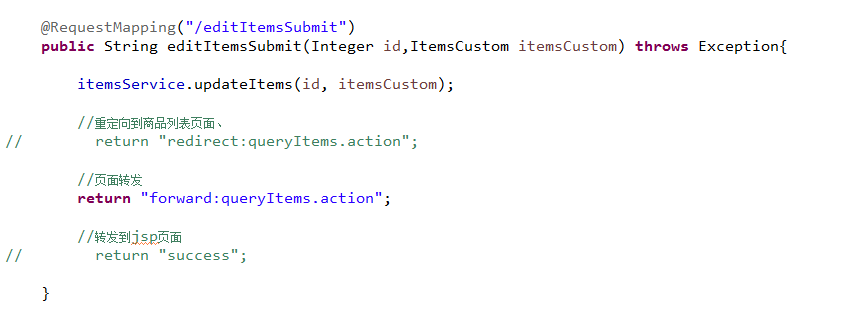 @RequestMapping("/editItemsSubmit")
public String editItemsSubmit(Integer id,ItemsCustom itemsCustom) throws Exception{
itemsService.updateItems(id, itemsCustom);
//重定向到商品列表页面、
//        return "redirect:queryItems.action";
//页面转发
return "forward:queryItems.action";
//转发到jsp页面
//        return "success";
}